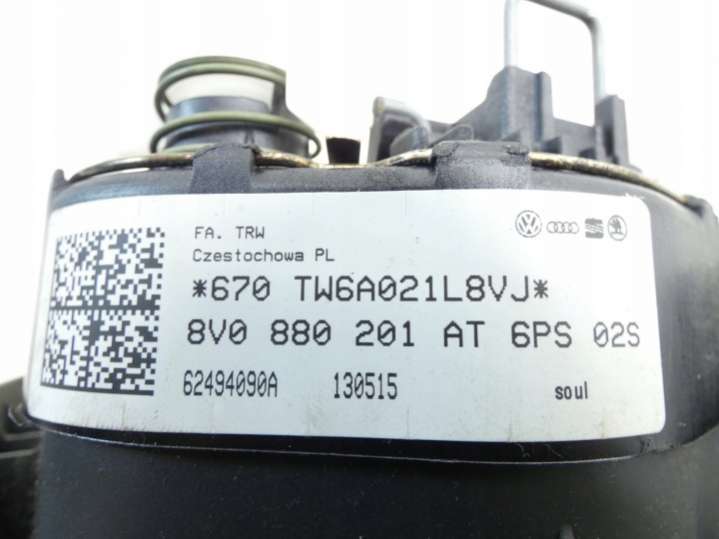 FA. TRW
Czestochowa PL
*670 TW6A021L8VJ*
8V0 880 201 AT 6PS 02S
62494090A 130515 soul